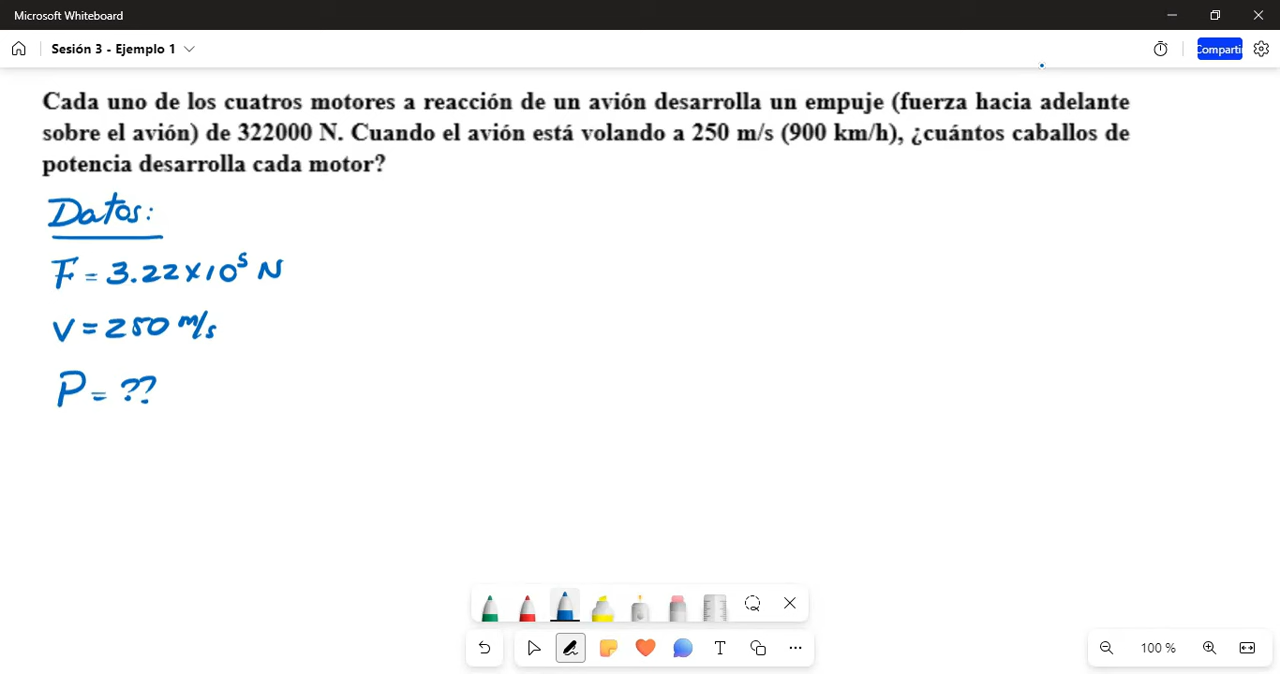 Microsoft Whiteboard
Sesión 3 - Ejemplo 1
Comparti
Cada uno de los cuatros motores a reacción de un avión desarrolla un empuje (fuerza hacia adelante
sobre el avión) de 322000 N. Cuando el avión está volando a 250 m/s (900 km/h), ¿cuántos caballos de
potencia desarrolla cada motor?
Datos:
F = 3.22x10⁵ N
v = 250 m/s
P = ??
T
100 %